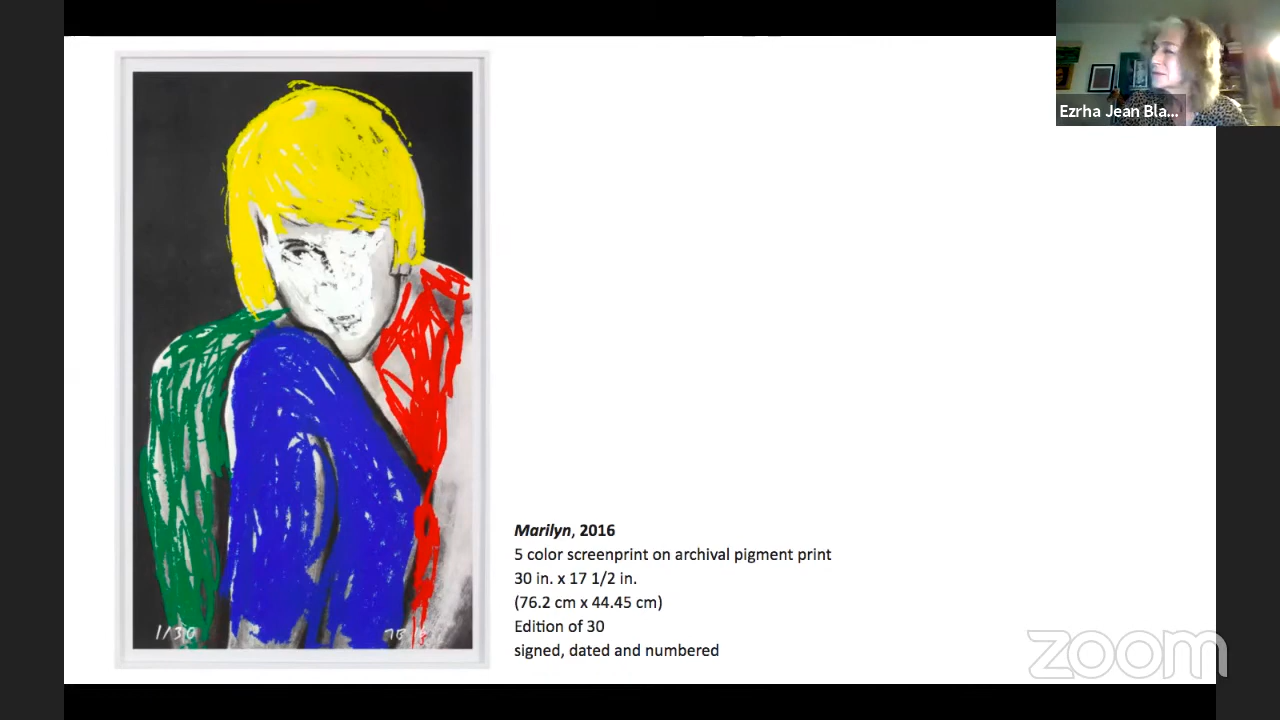 Ezrha Jean Bla...
Marilyn, 2016
5 color screenprint on archival pigment print
30 in. x 17 1/2 in.
(76.2 cm x 44.45 cm)
Edition of 30
signed, dated and numbered
1/30
zoom